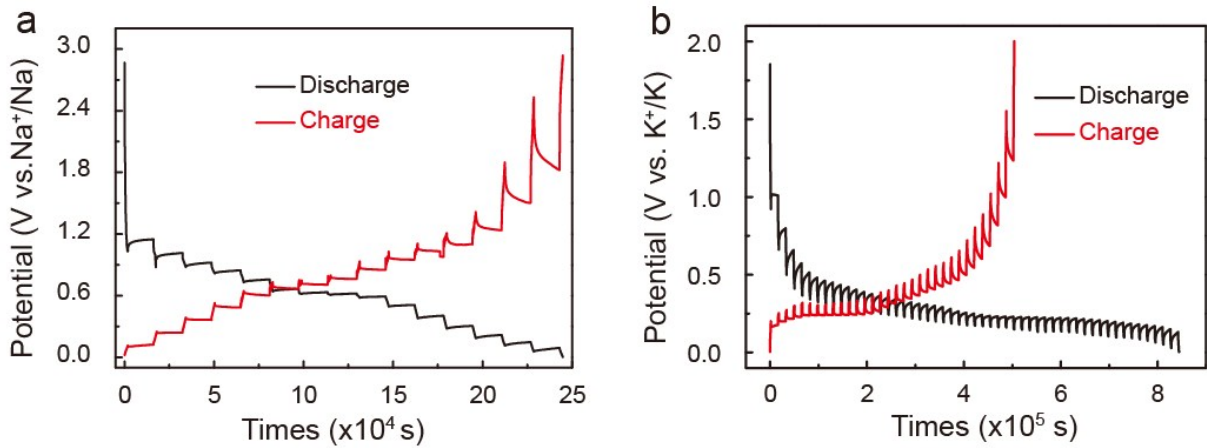 a
3.0
2.4
1.8
1.2
0.6
0.0
Potential (V vs.Na⁺/Na)
Discharge
Charge
0 5 10 15 20 25
Times (x10⁴ s)
b
2.0
1.5
1.0
0.5
0.0
Potential (V vs. K⁺/K)
Discharge
Charge
0 2 4 6 8
Times (x10⁵ s)